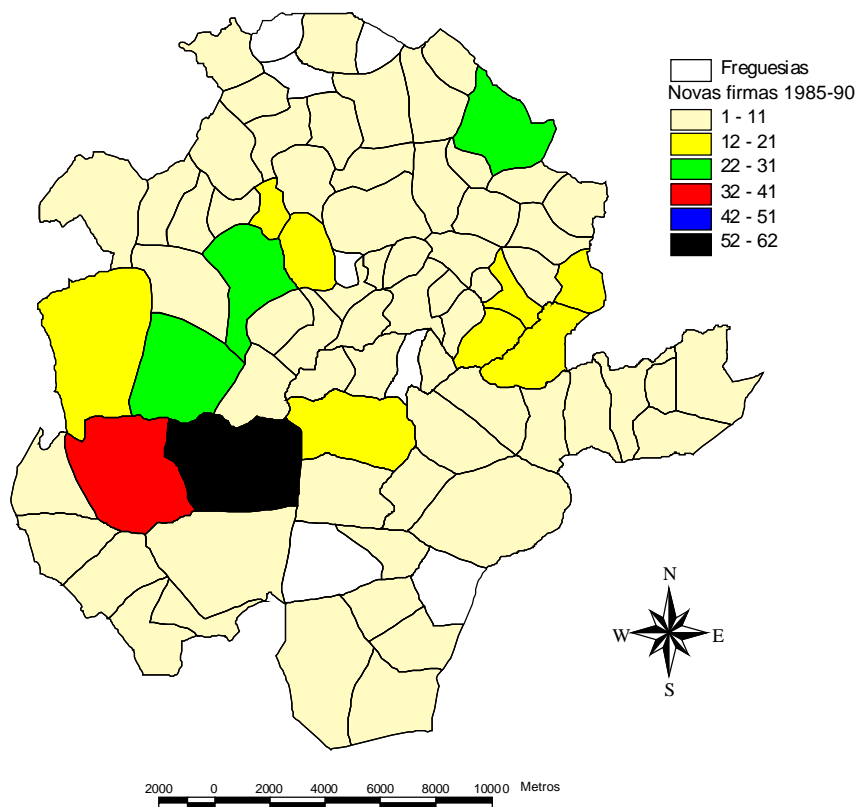 Freguesias
Novas firmas 1985-90
1 - 11
12 - 21
22 - 31
32 - 41
42 - 51
52 - 62
N
W E
S
2000 0 2000 4000 6000 8000 10000 Metros